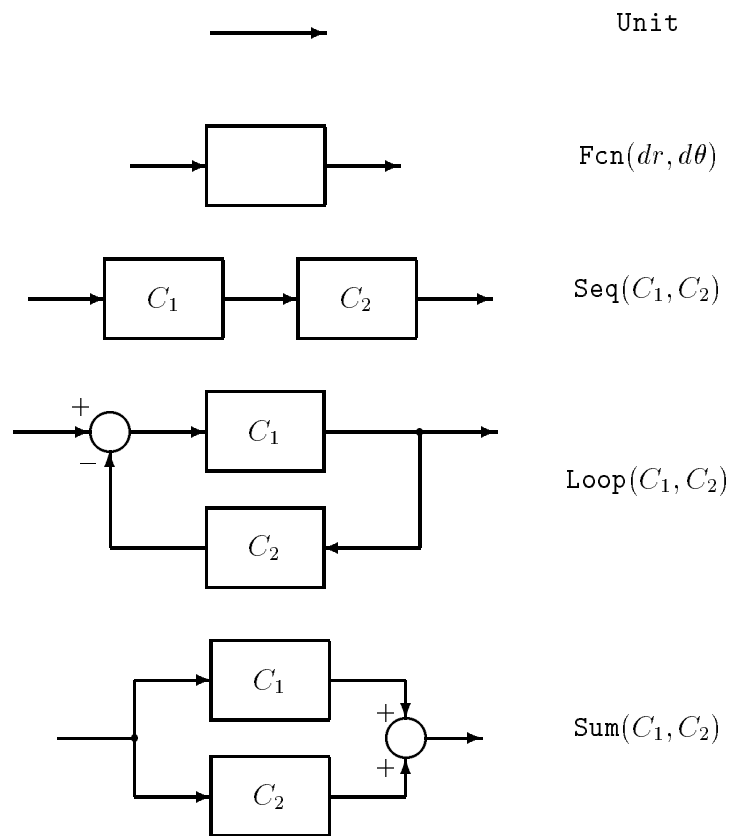 Unit
Fcn(dr, dθ)
C₁ C₂ Seq(C₁, C₂)
+ C₁
−
Loop(C₁, C₂)
C₂
C₁
+
Sum(C₁, C₂)
+
C₂